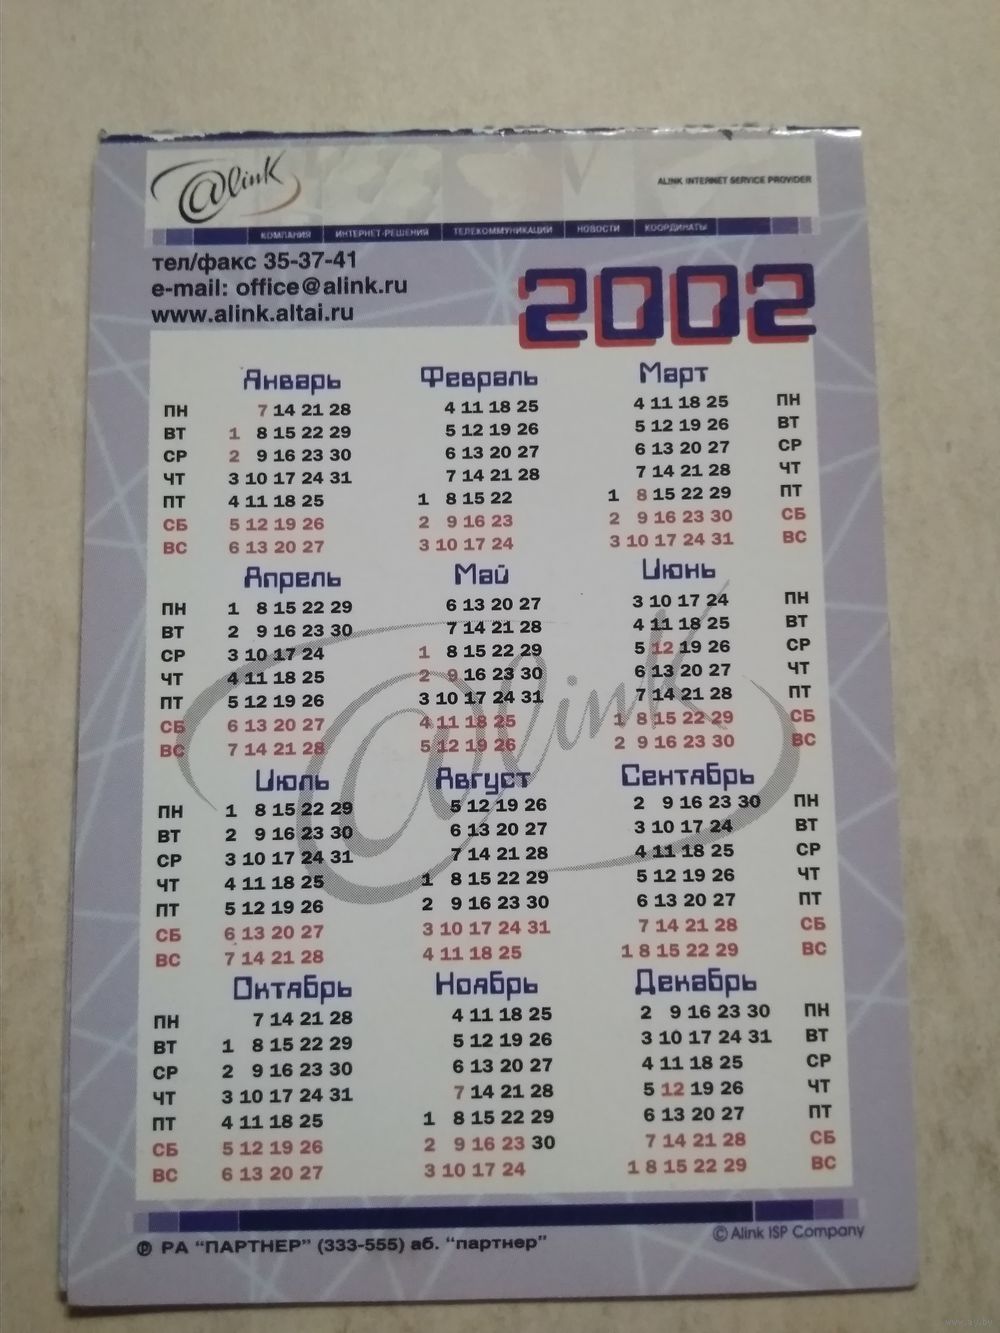 @link
ALINK INTERNET SERVICE PROVIDER
КОМПАНИЯ ИНТЕРНЕТ-РЕШЕНИЯ ТЕЛЕКОММУНИКАЦИИ НОВОСТИ КООРДИНАТЫ
тел/факс 35-37-41
e-mail: office@alink.ru
www.alink.altai.ru
2002
Январь Февраль Март
ПН 7 14 21 28 4 11 18 25 4 11 18 25 ПН
ВТ 1 8 15 22 29 5 12 19 26 5 12 19 26 ВТ
СР 2 9 16 23 30 6 13 20 27 6 13 20 27 СР
ЧТ 3 10 17 24 31 7 14 21 28 7 14 21 28 ЧТ
ПТ 4 11 18 25 1 8 15 22 1 8 15 22 29 ПТ
СБ 5 12 19 26 2 9 16 23 2 9 16 23 30 СБ
ВС 6 13 20 27 3 10 17 24 3 10 17 24 31 ВС
Апрель Май Июнь
ПН 1 8 15 22 29 6 13 20 27 3 10 17 24 ПН
ВТ 2 9 16 23 30 7 14 21 28 4 11 18 25 ВТ
СР 3 10 17 24 1 8 15 22 29 5 12 19 26 СР
ЧТ 4 11 18 25 2 9 16 23 30 6 13 20 27 ЧТ
ПТ 5 12 19 26 3 10 17 24 31 7 14 21 28 ПТ
СБ 6 13 20 27 4 11 18 25 1 8 15 22 29 СБ
ВС 7 14 21 28 5 12 19 26 2 9 16 23 30 ВС
@link
Июль Август Сентябрь
ПН 1 8 15 22 29 5 12 19 26 2 9 16 23 30 ПН
ВТ 2 9 16 23 30 6 13 20 27 3 10 17 24 ВТ
СР 3 10 17 24 31 7 14 21 28 4 11 18 25 СР
ЧТ 4 11 18 25 1 8 15 22 29 5 12 19 26 ЧТ
ПТ 5 12 19 26 2 9 16 23 30 6 13 20 27 ПТ
СБ 6 13 20 27 3 10 17 24 31 7 14 21 28 СБ
ВС 7 14 21 28 4 11 18 25 1 8 15 22 29 ВС
Октябрь Ноябрь Декабрь
ПН 7 14 21 28 4 11 18 25 2 9 16 23 30 ПН
ВТ 1 8 15 22 29 5 12 19 26 3 10 17 24 31 ВТ
СР 2 9 16 23 30 6 13 20 27 4 11 18 25 СР
ЧТ 3 10 17 24 31 7 14 21 28 5 12 19 26 ЧТ
ПТ 4 11 18 25 1 8 15 22 29 6 13 20 27 ПТ
СБ 5 12 19 26 2 9 16 23 30 7 14 21 28 СБ
ВС 6 13 20 27 3 10 17 24 1 8 15 22 29 ВС
© Alink ISP Company
℗ РА “ПАРТНЕР” (333-555) аб. “партнер”
www.ay.by